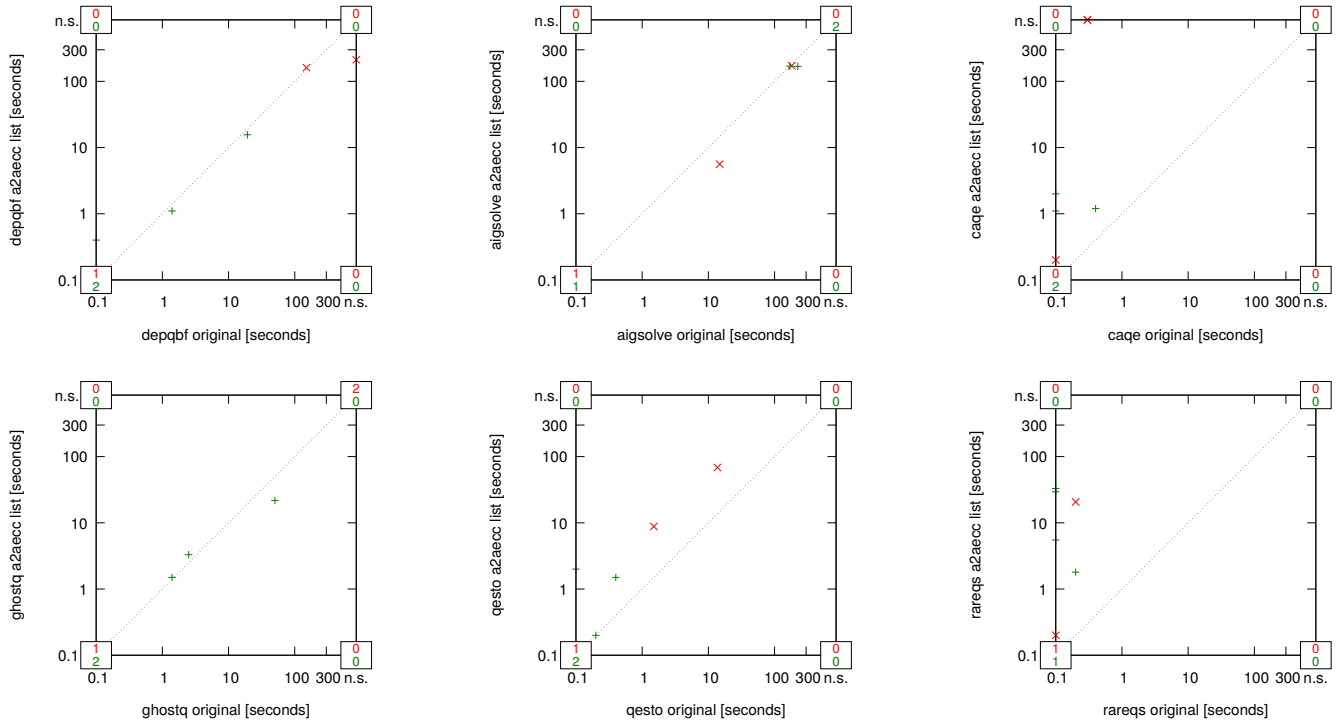 n.s. 0 0 0 0
300
100
10
1
0.1 1 2 0 0
0.1 1 10 100 300 n.s.
depqbf a2aecc list [seconds]
depqbf original [seconds]
n.s. 0 0 0 2
300
100
10
1
0.1 1 1 0 0
0.1 1 10 100 300 n.s.
aigsolve a2aecc list [seconds]
aigsolve original [seconds]
n.s. 0 0 0 0
300
100
10
1
0.1 0 2 0 0
0.1 1 10 100 300 n.s.
caqe a2aecc list [seconds]
caqe original [seconds]
n.s. 0 0 2 0
300
100
10
1
0.1 1 2 0 0
0.1 1 10 100 300 n.s.
ghostq a2aecc list [seconds]
ghostq original [seconds]
n.s. 0 0 0 0
300
100
10
1
0.1 1 2 0 0
0.1 1 10 100 300 n.s.
qesto a2aecc list [seconds]
qesto original [seconds]
n.s. 0 0 0 0
300
100
10
1
0.1 1 1 0 0
0.1 1 10 100 300 n.s.
rareqs a2aecc list [seconds]
rareqs original [seconds]